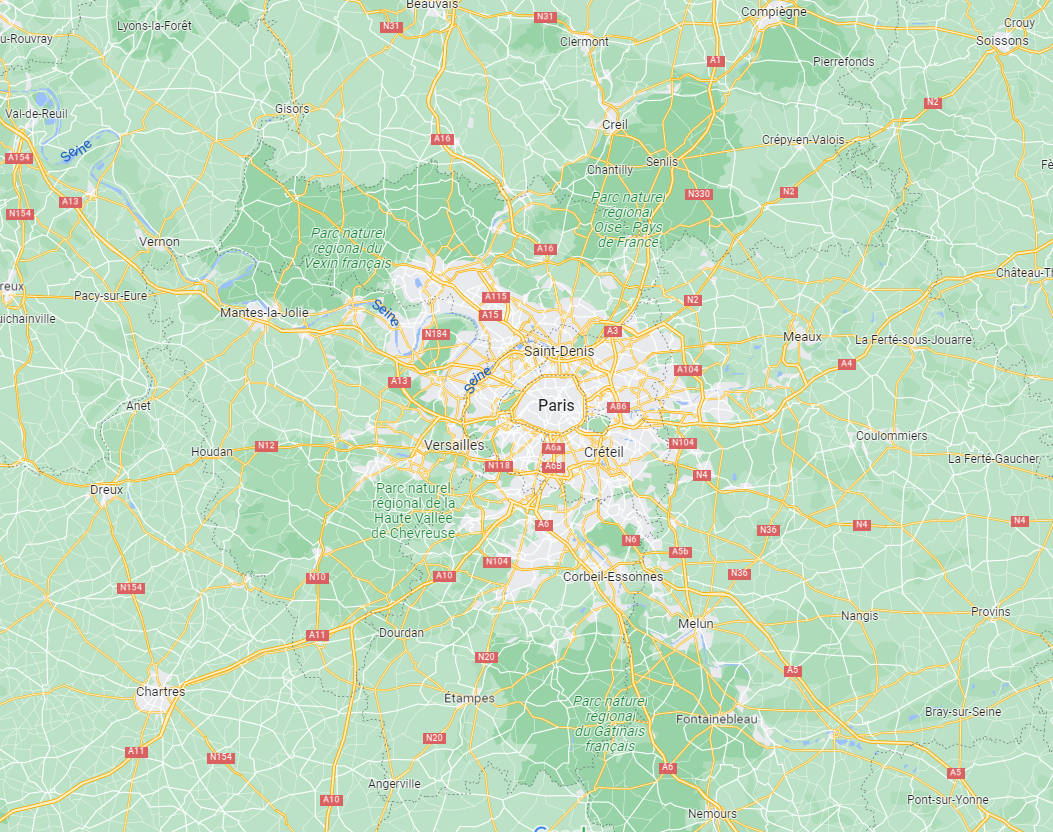 Beauvais
Compiègne
N31
N31
Lyons-la-Forêt
Crouy
u-Rouvray
Clermont
Soissons
A1
Pierrefonds
Gisors
N2
Val-de-Reuil
Creil
A16
Crépy-en-Valois
Seine
A154
Senlis
Chantilly
Fè
N2
N330
A13
Parc naturel
régional
Oise - Pays
de France
N154
Parc naturel
régional du
Vexin français
Vernon
A16
Château-Th
reux
Pacy-sur-Eure
A115
N2
Mantes-la-Jolie
Seine
A15
uichainville
A3
N184
Meaux
La Ferté-sous-Jouarre
Saint-Denis
A4
A104
Seine
A13
Anet
Paris
A86
Coulommiers
N12
Versailles
N104
Houdan
A6a
Créteil
La Ferté-Gaucher
N118
A6B
N4
Dreux
Parc naturel
régional de la
Haute Vallée
de Chevreuse
A6
N4
N4
N36
N6
A5b
N104
N10
A10
Corbeil-Essonnes
N36
N154
Provins
Nangis
Melun
A11
Dourdan
N20
A5
Chartres
Étampes
Parc naturel
régional
du Gâtinais
français
Fontainebleau
Bray-sur-Seine
N20
A11
N154
A6
A5
Angerville
A10
Pont-sur-Yonne
Nemours